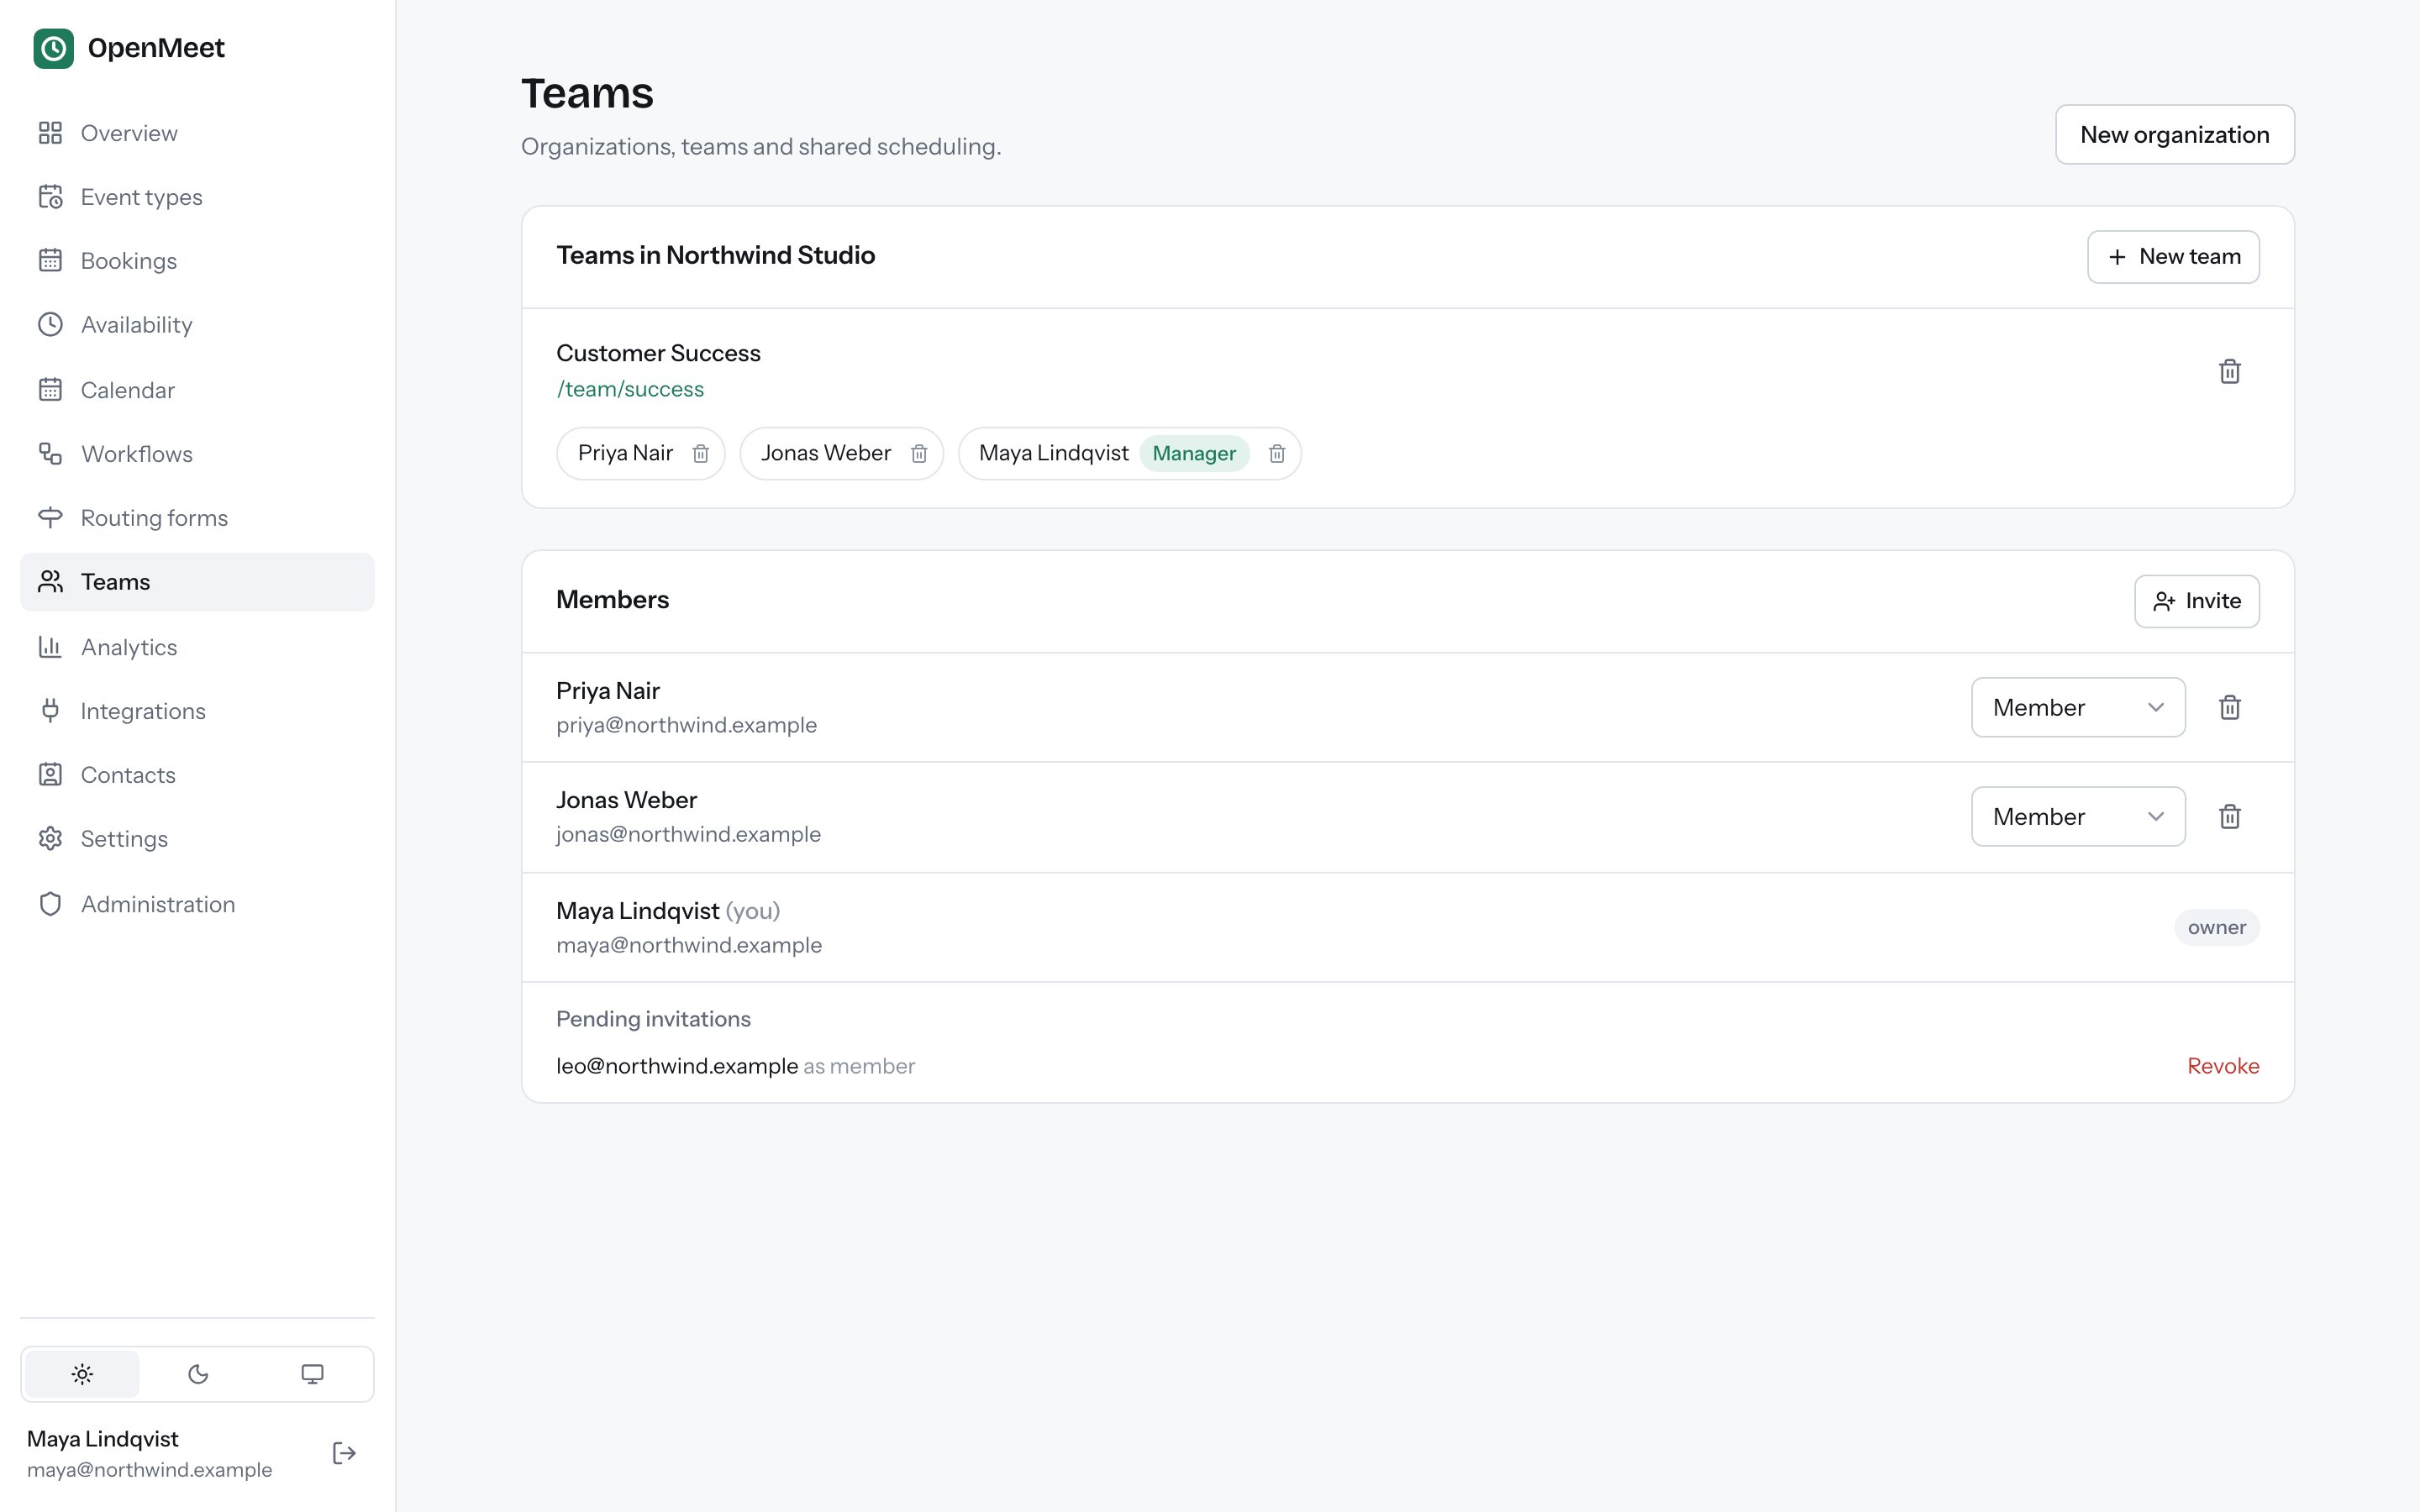 OpenMeet
Overview
Event types
Bookings
Availability
Calendar
Workflows
Routing forms
Teams
Analytics
Integrations
Contacts
Settings
Administration
Maya Lindqvist
maya@northwind.example
Teams
Organizations, teams and shared scheduling.
New organization
Teams in Northwind Studio
New team
Customer Success
/team/success
Priya Nair
Jonas Weber
Maya Lindqvist Manager
Members
Invite
Priya Nair
priya@northwind.example
Member
Jonas Weber
jonas@northwind.example
Member
Maya Lindqvist (you)
maya@northwind.example
owner
Pending invitations
leo@northwind.example as member
Revoke